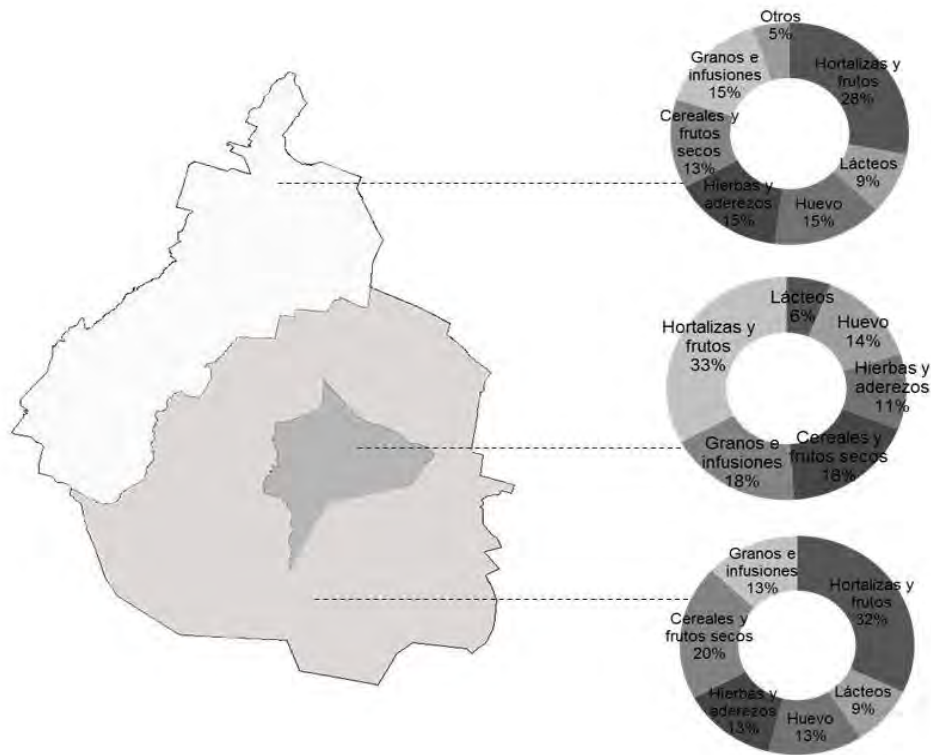 Otros
5%
Hortalizas y
frutos
28%
Lácteos
9%
Huevo
15%
Hierbas y
aderezos
15%
Cereales y
frutos
secos
13%
Granos e
infusiones
15%
Lácteos
6%
Huevo
14%
Hierbas y
aderezos
11%
Cereales y
frutos secos
18%
Granos e
infusiones
18%
Hortalizas y
frutos
33%
Hortalizas y
frutos
32%
Lácteos
9%
Huevo
13%
Hierbas y
aderezos
13%
Cereales y
frutos secos
20%
Granos e
infusiones
13%